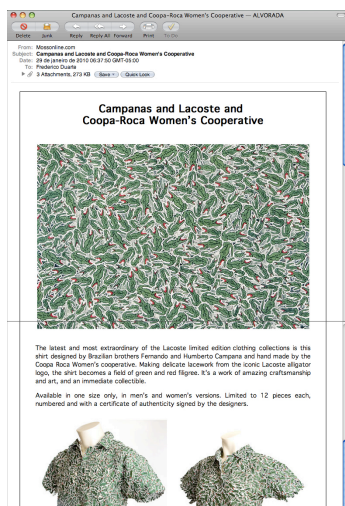 Campanas and Lacoste and Coopa-Roca Women's Cooperative — ALVORADA
Delete Junk Reply Reply All Forward Print To Do
From: Mossonline.com
Subject: Campanas and Lacoste and Coopa-Roca Women's Cooperative
Date: 29 de janeiro de 2010 06:37:50 GMT-05:00
To: Frederico Duarte
3 Attachments, 273 KB Save Quick Look
Campanas and Lacoste and
Coopa-Roca Women's Cooperative
The latest and most extraordinary of the Lacoste limited edition clothing collections is this
shirt designed by Brazilian brothers Fernando and Humberto Campana and hand made by the
Coopa Roca Women's cooperative. Making delicate lacework from the iconic Lacoste alligator
logo, the shirt becomes a field of green and red filigree. It's a work of amazing craftsmanship
and art, and an immediate collectible.
Available in one size only, in men's and women's versions. Limited to 12 pieces each,
numbered and with a certificate of authenticity signed by the designers.